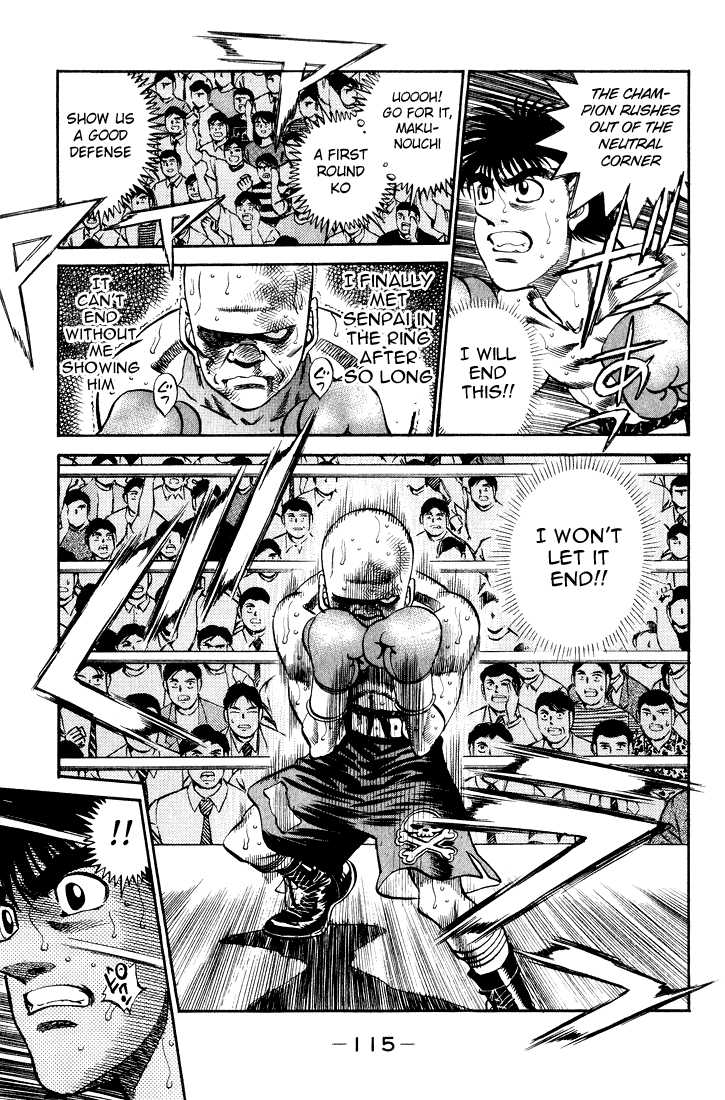 THE CHAM-
PION RUSHES
OUT OF THE
NEUTRAL
CORNER
I WILL
END
THIS!!
UOOOH!
GO FOR IT,
MAKU-
NOUCHI
A FIRST
ROUND
KO
SHOW US
A GOOD
DEFENSE
I FINALLY
MET
SENPAI IN
THE RING
AFTER
SO LONG
IT
CAN'T
END
WITHOUT
ME
SHOWING
HIM
I WON'T
LET IT
END!!
!!
-115-